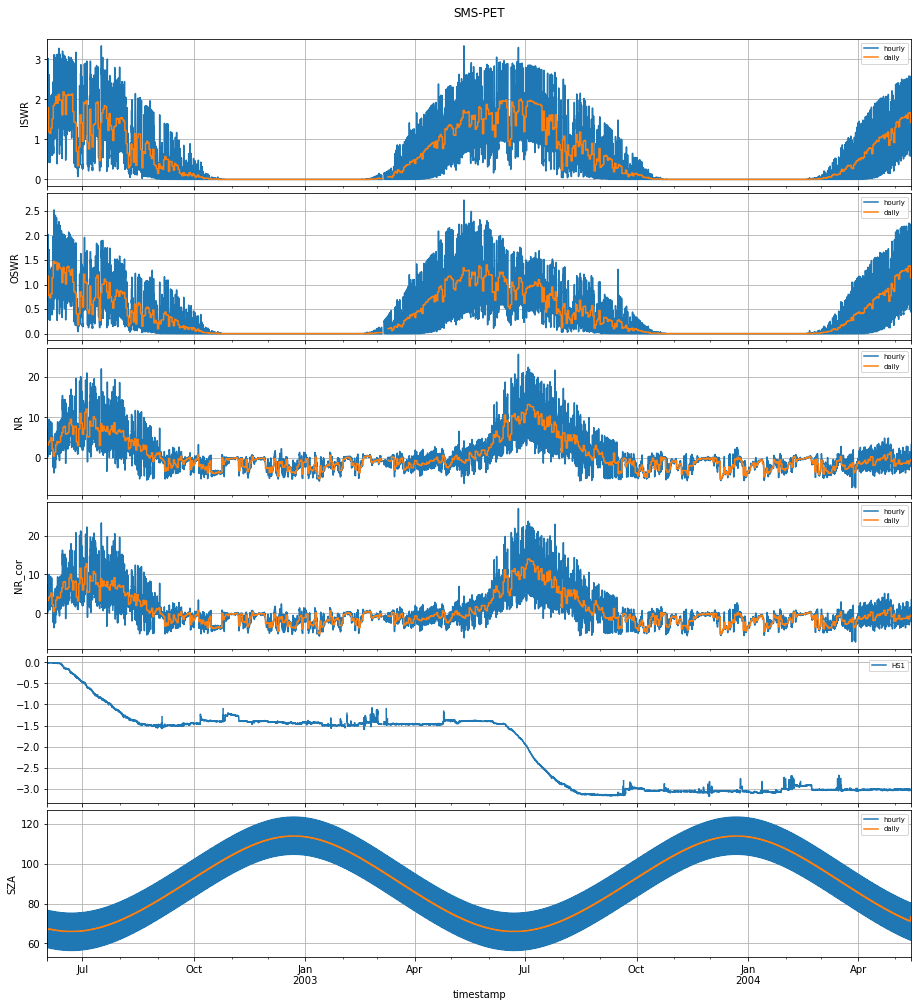 SMS-PET
3
2
1
0
ISWR
hourly
daily
2.5
2.0
1.5
1.0
0.5
0.0
OSWR
hourly
daily
20
10
0
NR
hourly
daily
20
10
0
NR_cor
hourly
daily
0.0
−0.5
−1.0
−1.5
−2.0
−2.5
−3.0
HS1
120
100
80
60
SZA
hourly
daily
Jul Oct Jan Apr Jul Oct Jan Apr
2003 2004
timestamp